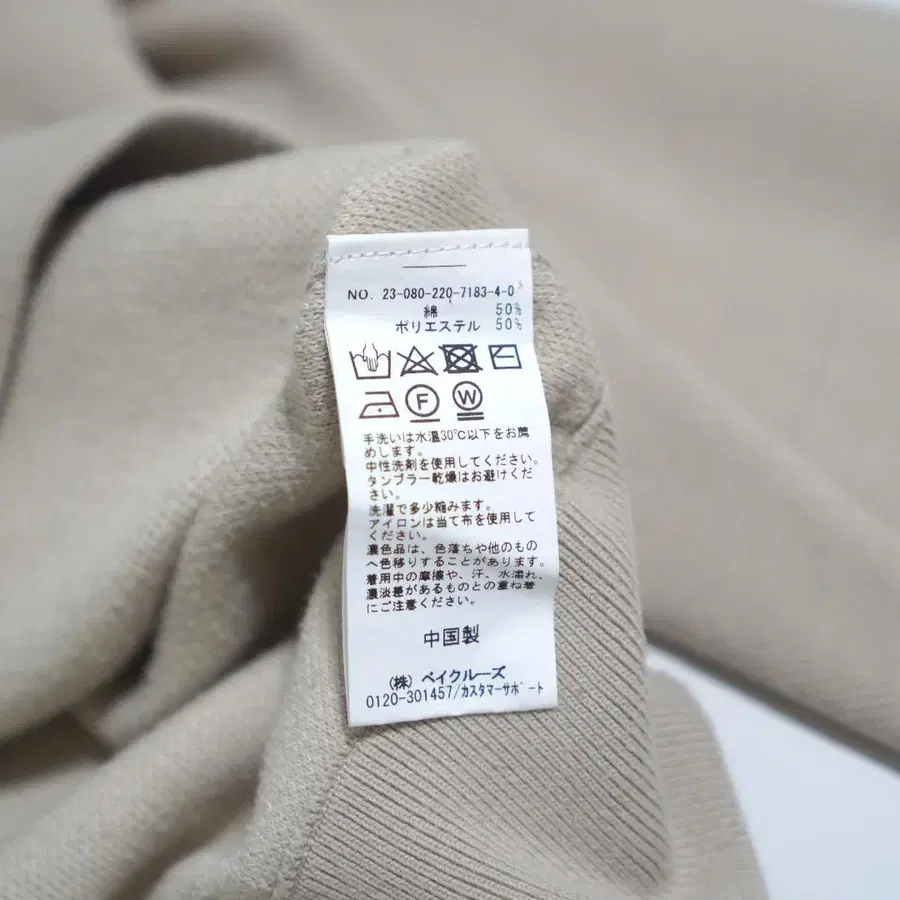 NO. 23-080-220-7183-4-0
綿 50%
ポリエステル 50%
F W
手洗いは水温30℃以下をお薦
めします。
中性洗剤を使用してください。
タンブラー乾燥はお避けくだ
さい。
洗濯で多少縮みます。
アイロンは当て布を使用して
ください。
濃色品は、色落ちや他のもの
へ色移りすることがあります。
着用中の摩擦や、汗、水濡れ、
濃淡差があるものとの重ね着
にご注意ください。
中国製
(株) ベイクルーズ
0120-301457/カスタマーサポート